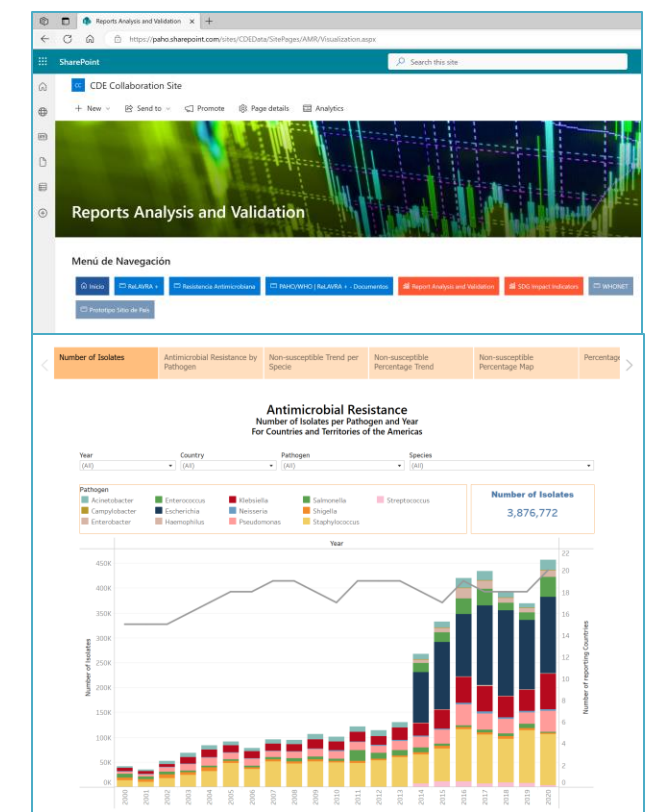 Reports Analysis and Validation
https://paho.sharepoint.com/sites/CDEData/SitePages/AMR/Visualization.aspx
SharePoint
Search this site
CC CDE Collaboration Site
+ New Send to Promote Page details Analytics
Reports Analysis and Validation
Menú de Navegación
Inicio ReLAVRA + Resistencia Antimicrobiana PAHO/WHO | ReLAVRA + - Documentos Report Analysis and Validation SDG Impact Indicators WHONET
Prototipo Sitio de País
Number of Isolates Antimicrobial Resistance by Pathogen Non-susceptible Trend per Specie Non-susceptible Percentage Trend Non-susceptible Percentage Map Percentage
Antimicrobial Resistance
Number of Isolates per Pathogen and Year
For Countries and Territories of the Americas
Year Country Pathogen Species
(All) (All) (All) (All)
Pathogen
Acinetobacter Enterococcus Klebsiella Salmonella Streptococcus
Campylobacter Escherichia Neisseria Shigella
Enterobacter Haemophilus Pseudomonas Staphylococcus
Number of Isolates
3,876,772
Year
450K
400K
350K
300K
250K
200K
150K
100K
50K
0K
Number of Isolates
22
20
18
16
14
12
10
8
6
4
2
0
Number of reporting Countries
2000 2001 2002 2003 2004 2005 2006 2007 2008 2009 2010 2011 2012 2013 2014 2015 2016 2017 2018 2019 2020